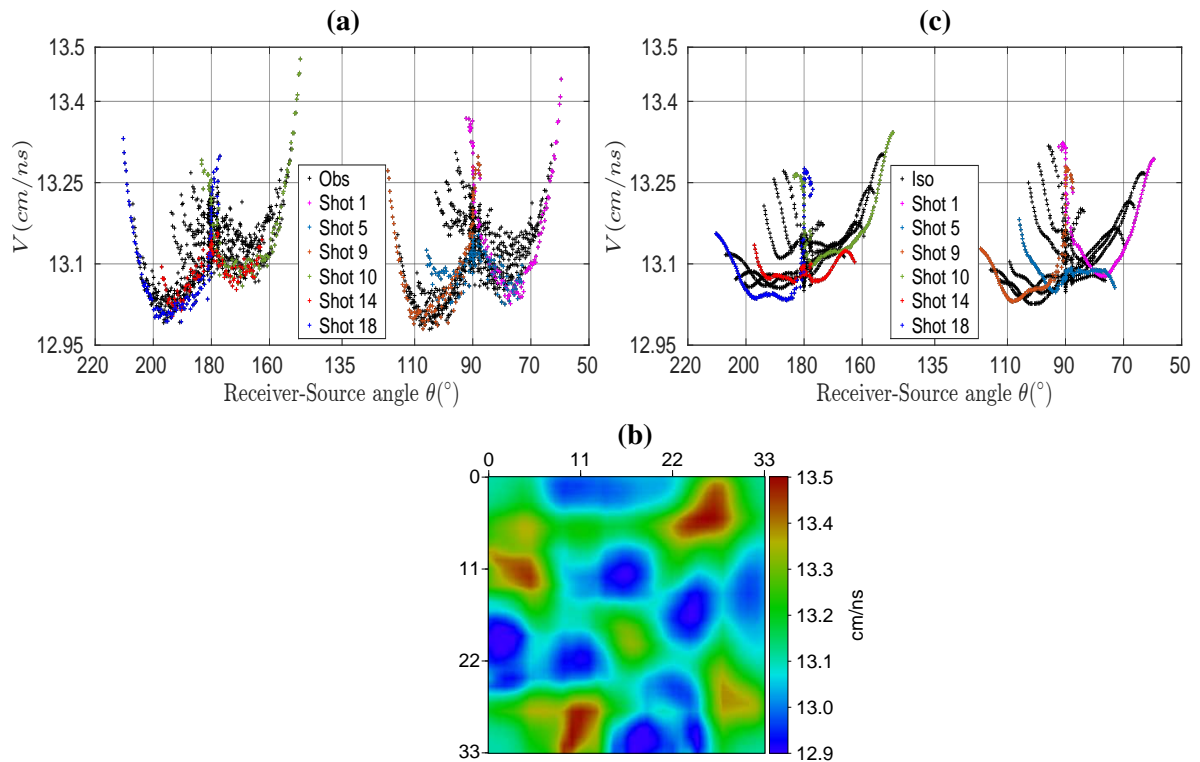 (a)
13.5
13.4
13.25
13.1
12.95
V (cm/ns)
220 200 180 160 135 110 90 70 50
Receiver-Source angle θ(°)
Obs
Shot 1
Shot 5
Shot 9
Shot 10
Shot 14
Shot 18
(c)
13.5
13.4
13.25
13.1
12.95
V (cm/ns)
220 200 180 160 135 110 90 70 50
Receiver-Source angle θ(°)
Iso
Shot 1
Shot 5
Shot 9
Shot 10
Shot 14
Shot 18
(b)
0 11 22 33
0
11
22
33
13.5
13.4
13.3
13.2
13.1
13.0
12.9
cm/ns